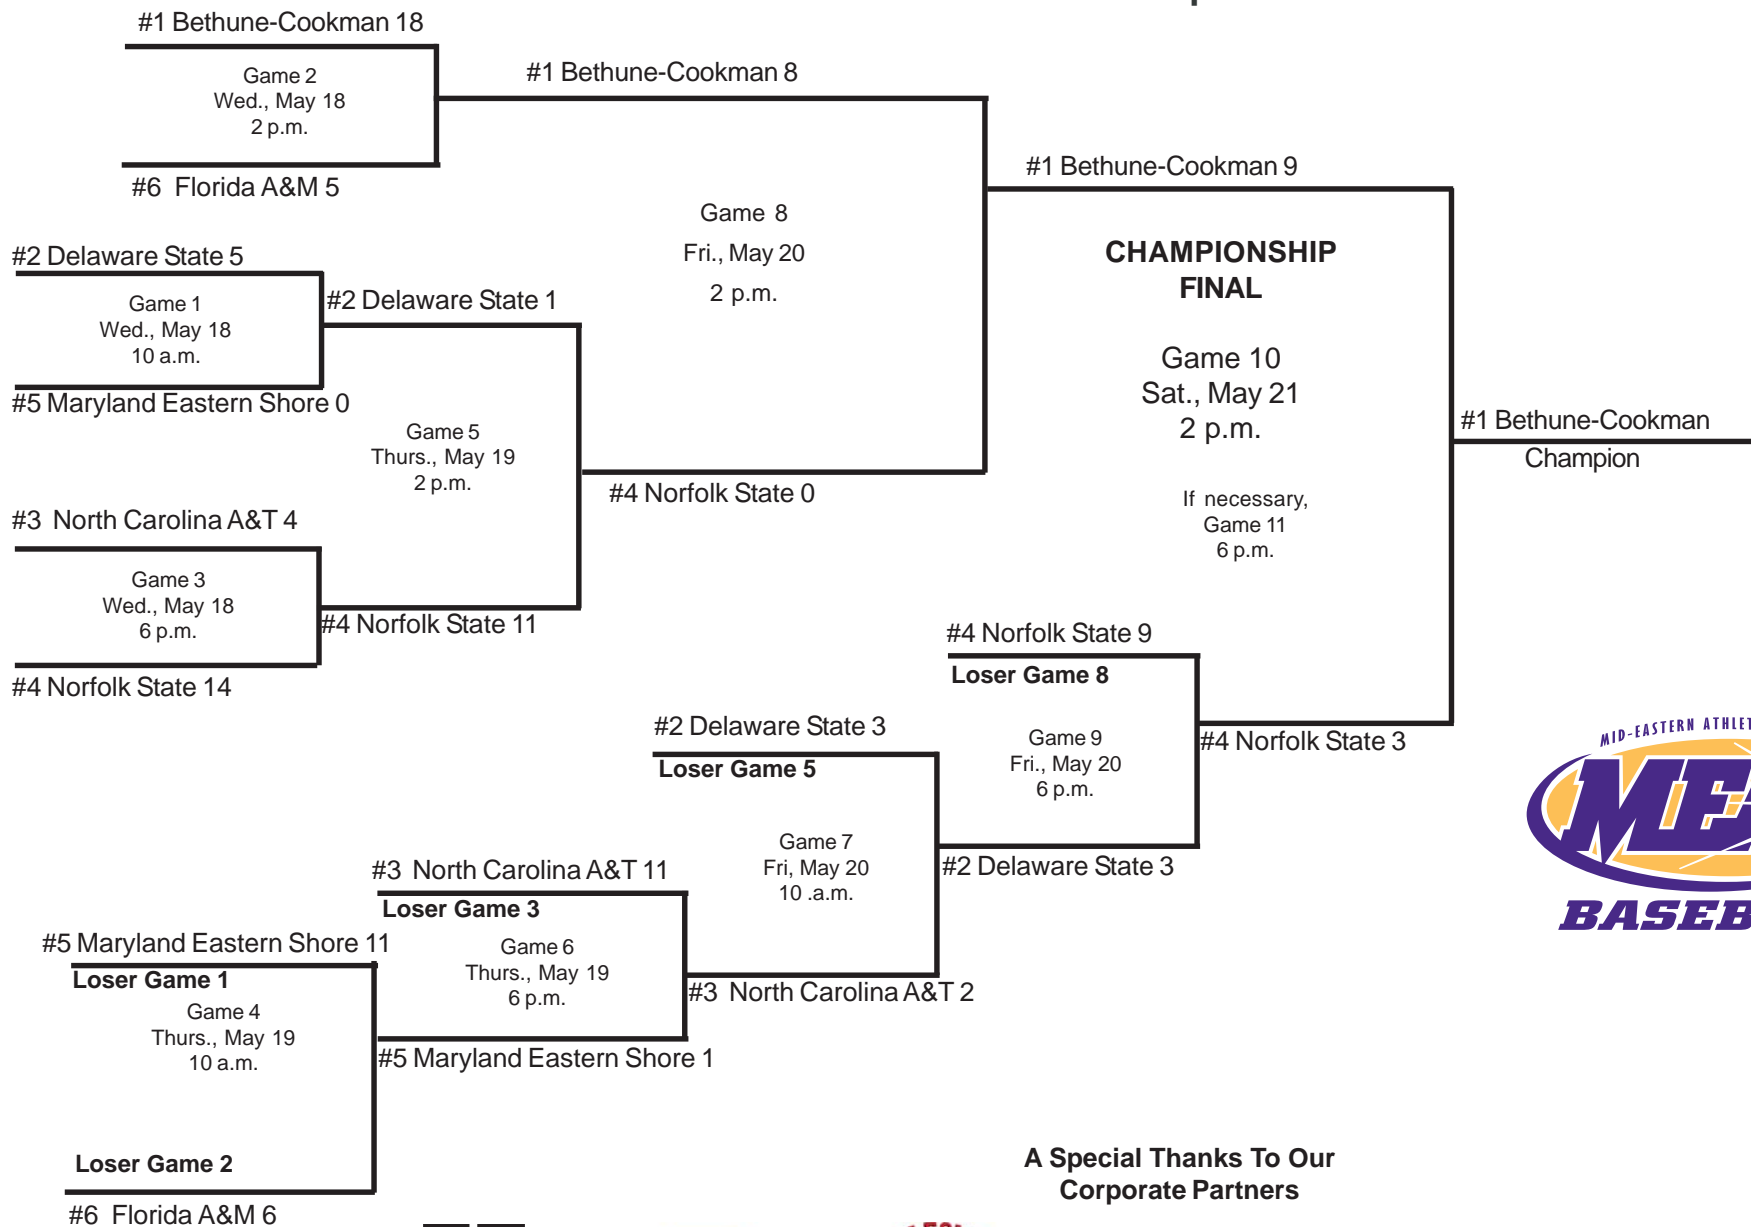 #1 Bethune-Cookman 18
Game 2
Wed., May 18
2 p.m.
#6 Florida A&M 5
#1 Bethune-Cookman 8
#2 Delaware State 5
Game 1
Wed., May 18
10 a.m.
#5 Maryland Eastern Shore 0
#2 Delaware State 1
Game 5
Thurs., May 19
2 p.m.
#3 North Carolina A&T 4
Game 3
Wed., May 18
6 p.m.
#4 Norfolk State 14
#4 Norfolk State 11
Game 8
Fri., May 20
2 p.m.
#4 Norfolk State 0
#1 Bethune-Cookman 9
CHAMPIONSHIP
FINAL
Game 10
Sat., May 21
2 p.m.
If necessary,
Game 11
6 p.m.
#1 Bethune-Cookman
Champion
#4 Norfolk State 9
Loser Game 8
Game 9
Fri., May 20
6 p.m.
#4 Norfolk State 3
#2 Delaware State 3
Loser Game 5
Game 7
Fri, May 20
10 .a.m.
#2 Delaware State 3
#3 North Carolina A&T 11
Loser Game 3
Game 6
Thurs., May 19
6 p.m.
#3 North Carolina A&T 2
#5 Maryland Eastern Shore 11
Loser Game 1
Game 4
Thurs., May 19
10 a.m.
#5 Maryland Eastern Shore 1
Loser Game 2
#6 Florida A&M 6
MID-EASTERN
A Special Thanks To Our
Corporate Partners